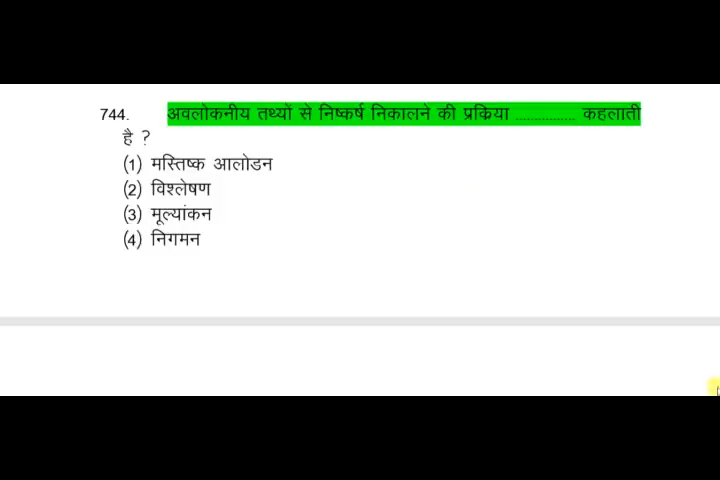 744. अवलोकनीय तथ्यों से निष्कर्ष निकालने की प्रक्रिया ............... कहलाती
है ?
(1) मस्तिष्क आलोडन
(2) विश्लेषण
(3) मूल्यांकन
(4) निगमन